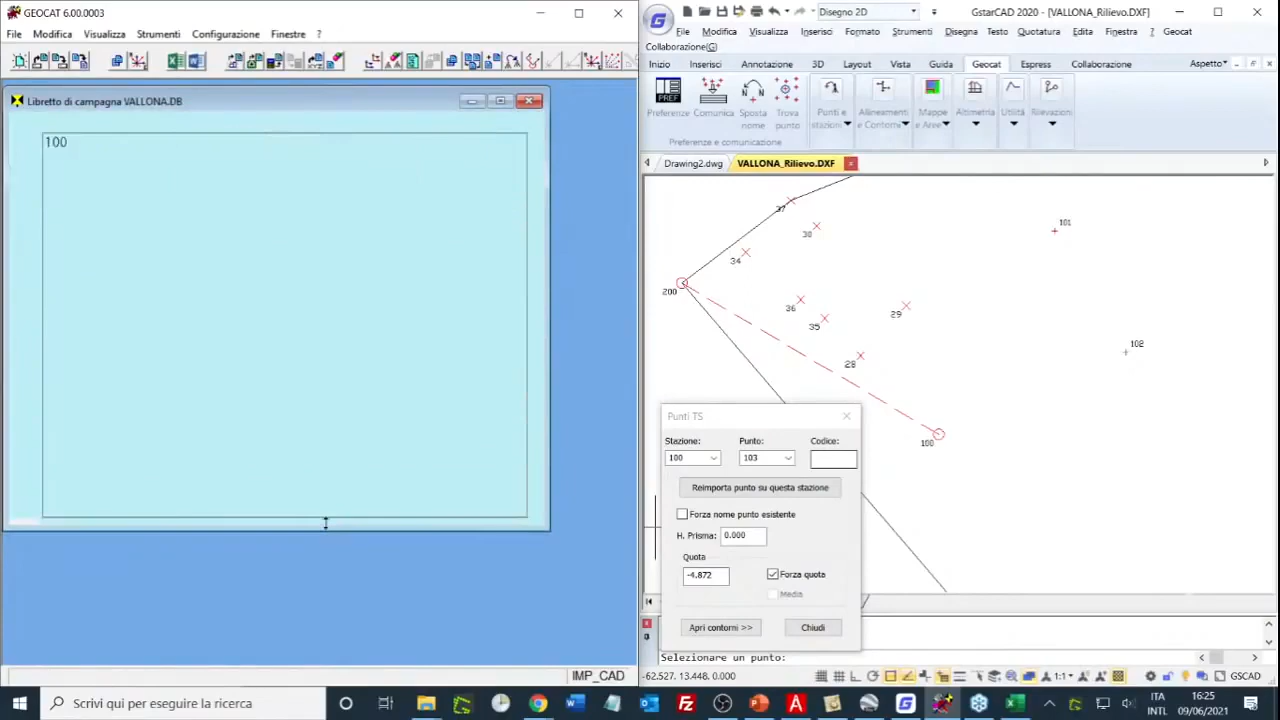 GEOCAT 6.00.0003
File Modifica Visualizza Strumenti Configurazione Finestre ?
Libretto di campagna VALLONA.DB
100
IMP_CAD
Disegno 2D
GstarCAD 2020 - [VALLONA_Rilievo.DXF]
File Modifica Visualizza Inserisci Formato Strumenti Disegna Testo Quotatura Edita Finestra ? Geocat
Collaborazione(G)
Inizio Inserisci Annotazione 3D Layout Vista Guida Geocat Express Collaborazione Aspetto
PREF
Preferenze Comunica Sposta nome Trova punto Punti e stazioni Allineamenti e Contorni Mappe e Aree Altimetria Utilità Rilevazioni
Preferenze e comunicazione
Drawing2.dwg VALLONA_Rilievo.DXF
37
38
34
200
36
35
29
28
100
101
102
Punti TS
Stazione: Punto: Codice:
100 103
Reimporta punto su questa stazione
Forza nome punto esistente
H. Prisma: 0.000
Quota
-4.872 Forza quota
Media
Apri contorni >> Chiudi
Selezionare un punto:
-62.527, 13.448, 0.000 1:1 GSCAD
Scrivi qui per eseguire la ricerca
ITA
INTL
16:25
09/06/2021